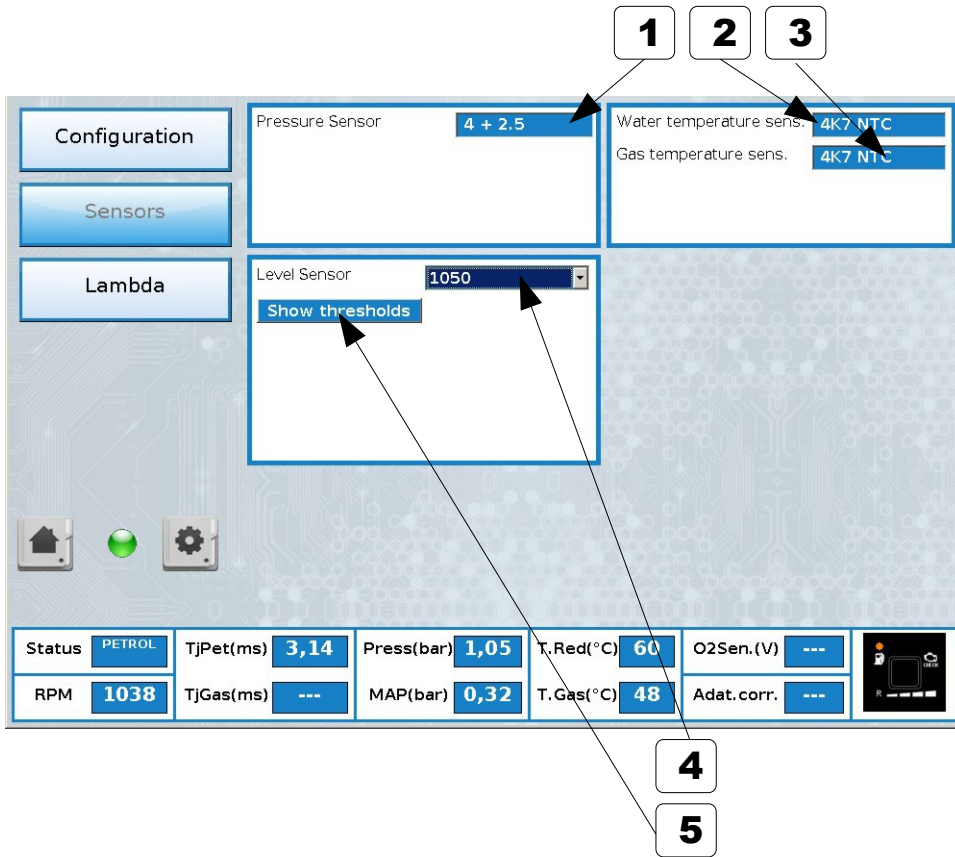 1 2 3
Configuration
Sensors
Lambda
Pressure Sensor 4 + 2.5
Water temperature sens. 4K7 NTC
Gas temperature sens. 4K7 NTC
Level Sensor 1050
Show thresholds
Status PETROL TjPet(ms) 3,14 Press(bar) 1,05 T.Red(°C) 60 O2Sen.(V) ---
RPM 1038 TjGas(ms) --- MAP(bar) 0,32 T.Gas(°C) 48 Adat.corr. ---
CHECK
R
4
5